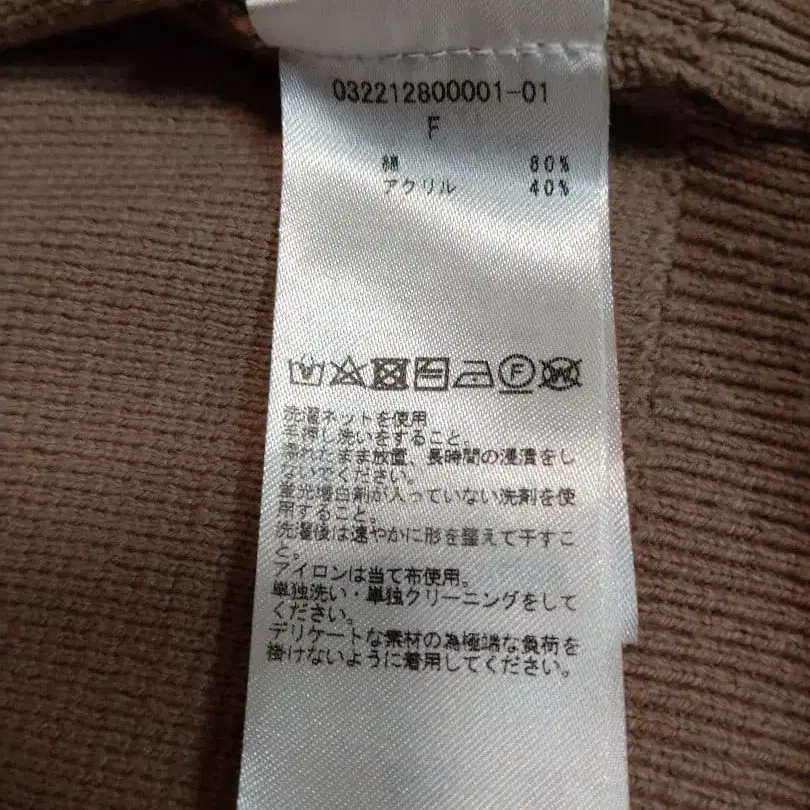 032212800001-01
F
綿 80%
アクリル 40%
F W
洗濯ネットを使用
手押し洗いをすること。
濡れたまま放置、長時間の浸漬をし
ないでください。
蛍光増白剤が入っていない洗剤を使
用すること。
洗濯後は速やかに形を整えて干すこ
と。
アイロンは当て布使用。
単独洗い・単独クリーニングをして
ください。
デリケートな素材の為極端な負荷を
掛けないように着用してください。